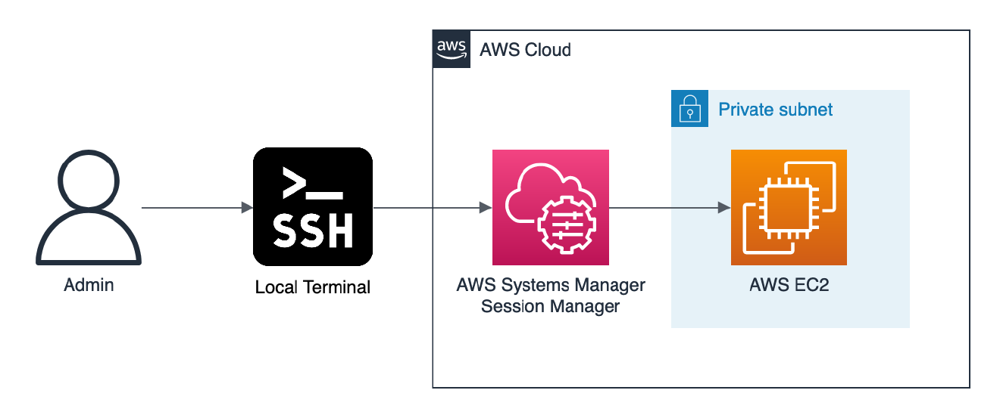 aws
AWS Cloud
Private subnet
>_
SSH
Admin
Local Terminal
AWS Systems Manager
Session Manager
AWS EC2